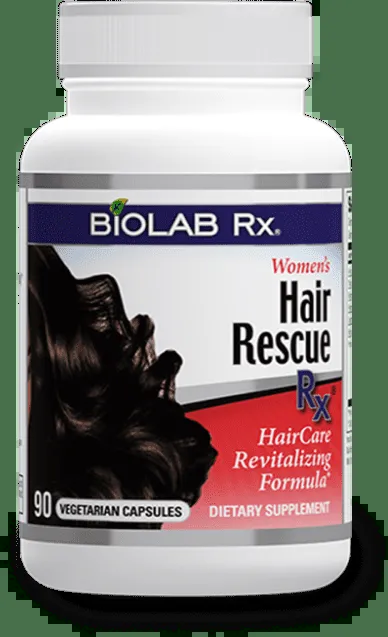 BIOLAB Rx®
Women's
Hair
Rescue
Rx®
HairCare
Revitalizing
Formula*
90 VEGETARIAN CAPSULES
DIETARY SUPPLEMENT